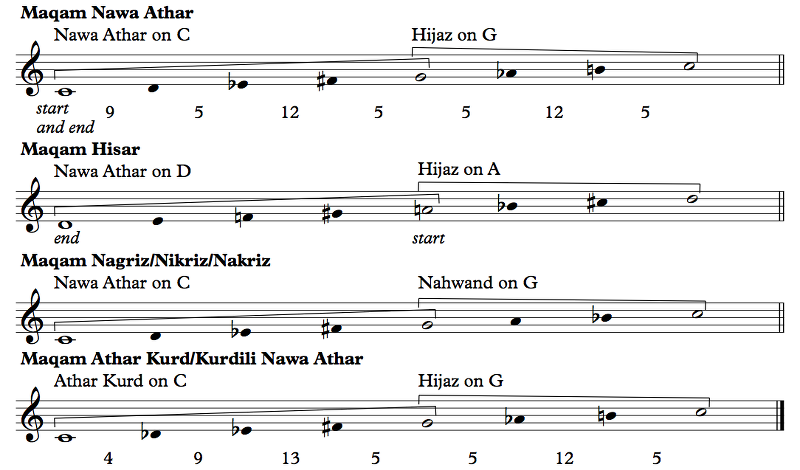 Maqam Nawa Athar
Nawa Athar on C Hijaz on G
start
and end
9 5 12 5 5 12 5
Maqam Hisar
Nawa Athar on D Hijaz on A
end start
Maqam Nagriz/Nikriz/Nakriz
Nawa Athar on C Nahwand on G
Maqam Athar Kurd/Kurdili Nawa Athar
Athar Kurd on C Hijaz on G
4 9 13 5 5 12 5